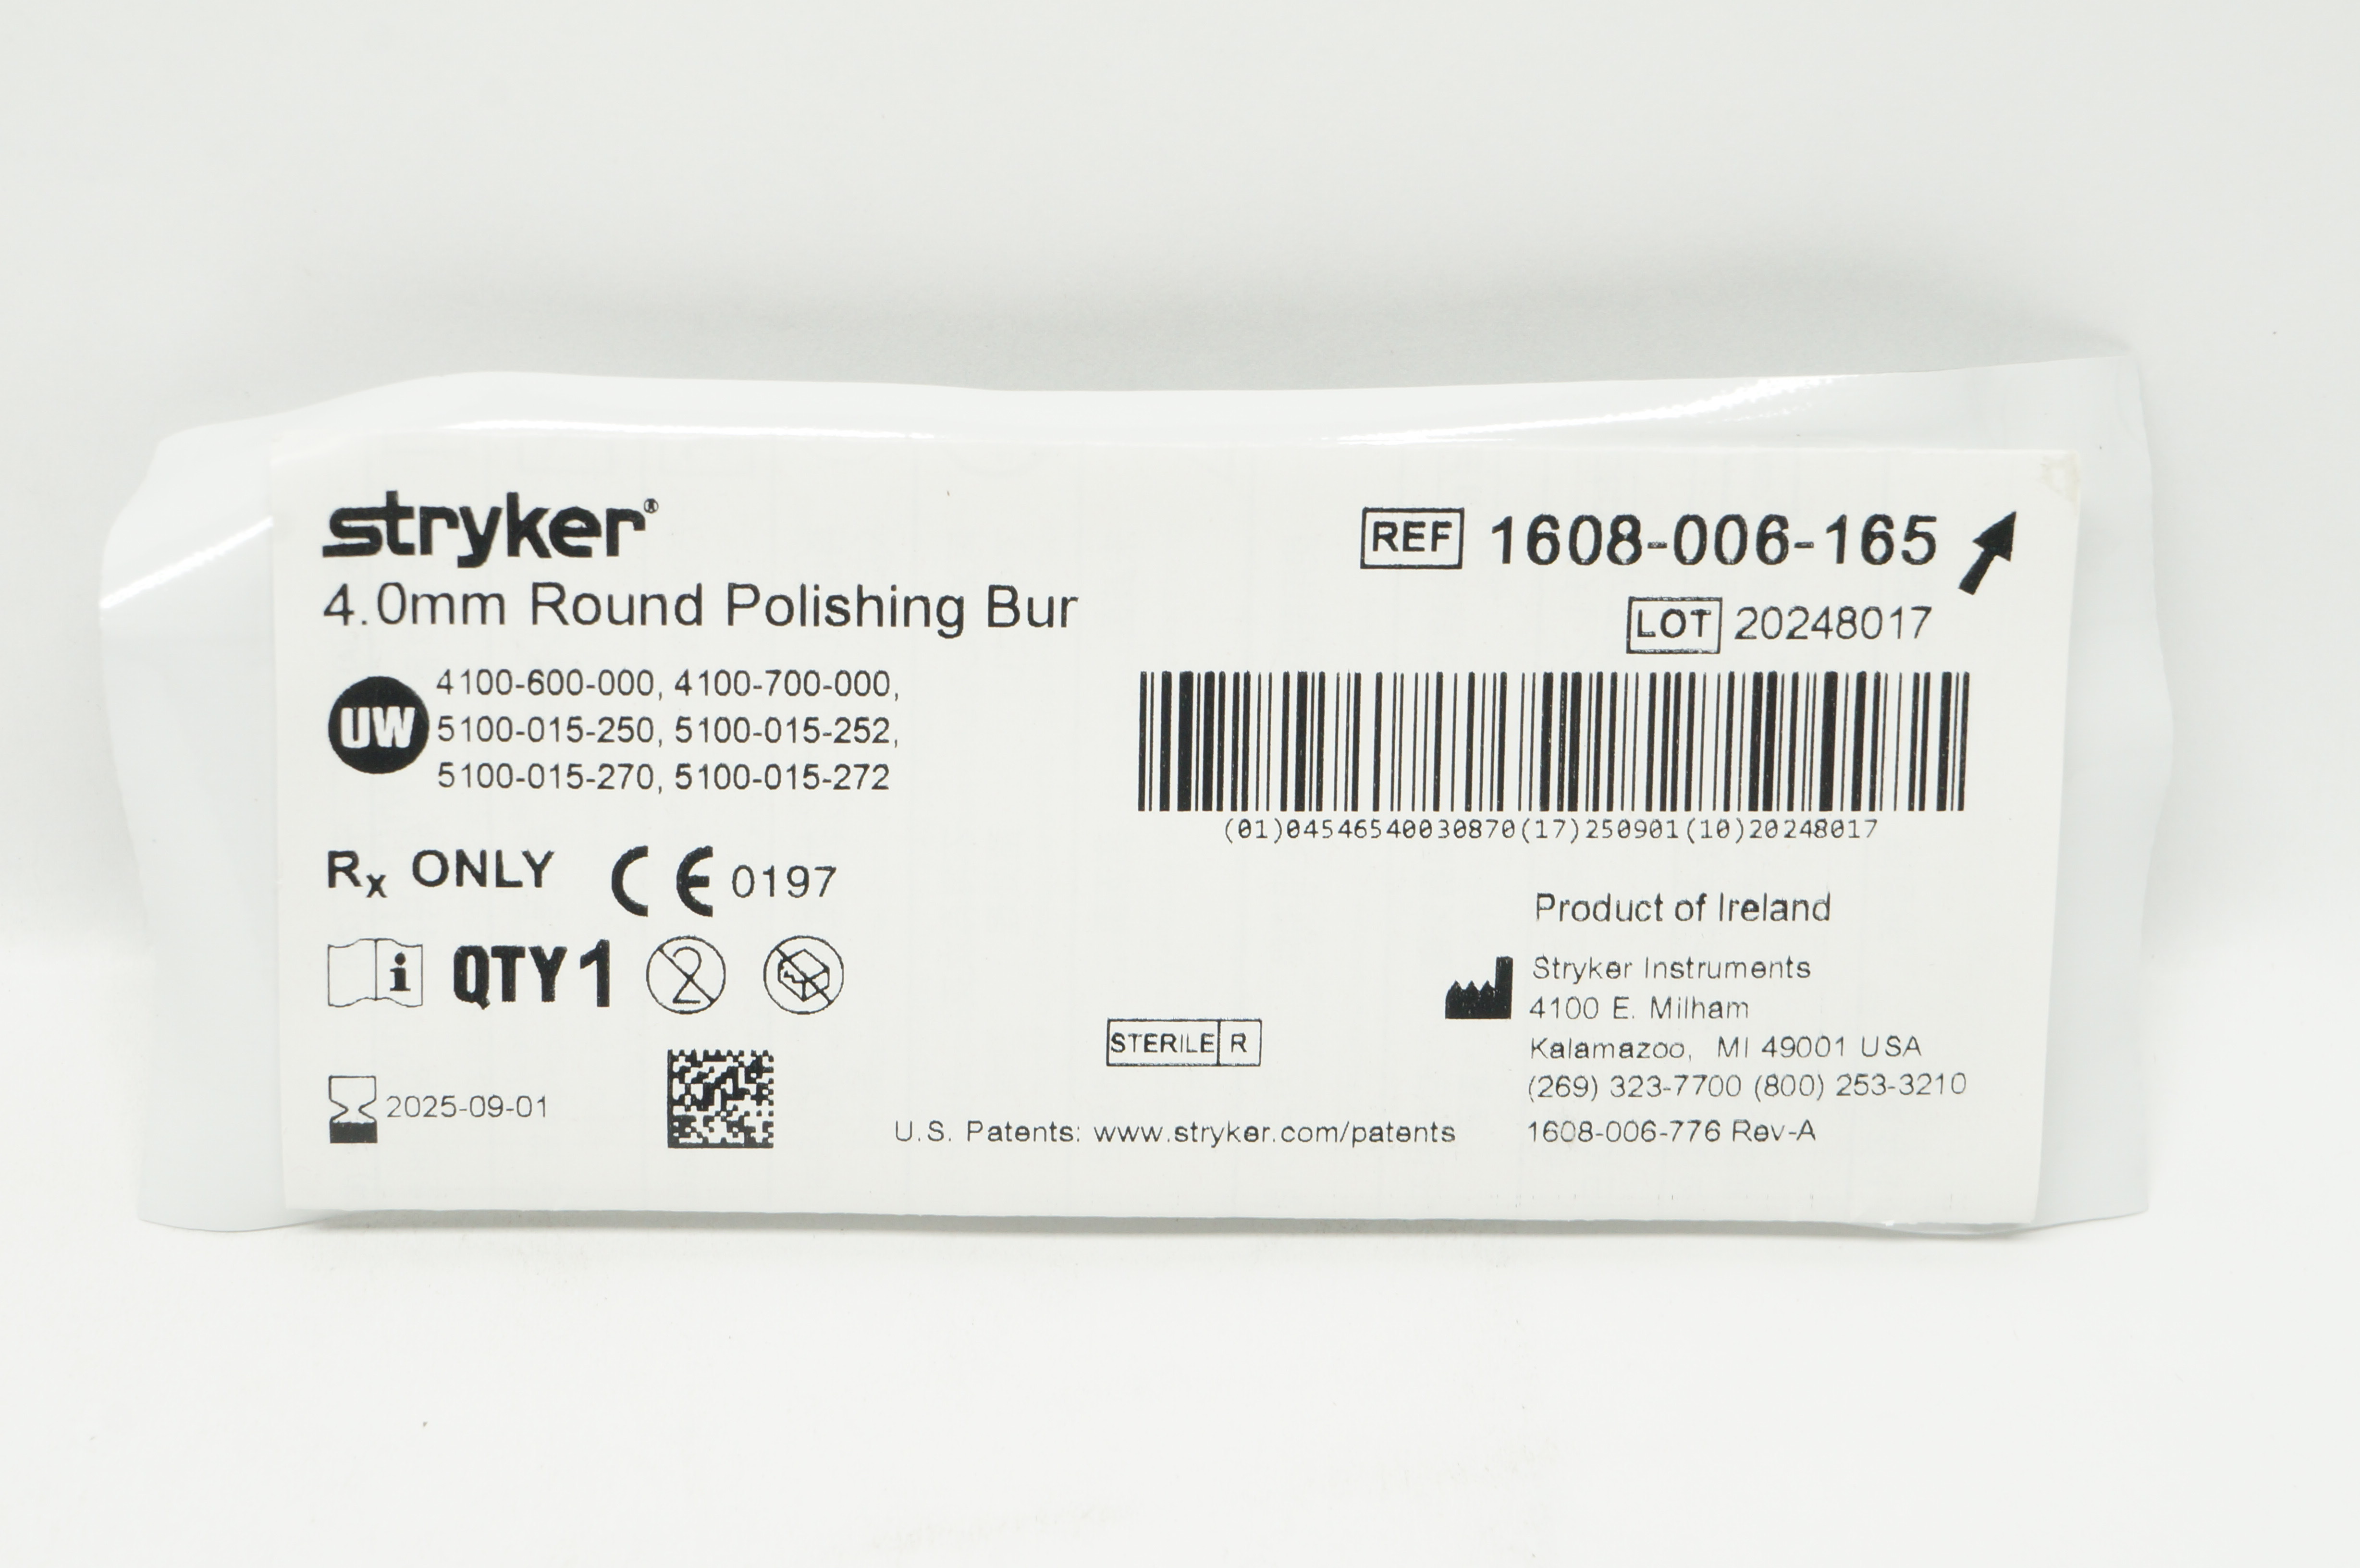 stryker®
4.0mm Round Polishing Bur
REF 1608-006-165
LOT 20248017
UW
4100-600-000, 4100-700-000,
5100-015-250, 5100-015-252,
5100-015-270, 5100-015-272
(01)04546540030870(17)250901(10)20248017
Rx ONLY CE 0197
i QTY 1 2
2025-09-01
STERILE R
U.S. Patents: www.stryker.com/patents
Product of Ireland
Stryker Instruments
4100 E. Milham
Kalamazoo, MI 49001 USA
(269) 323-7700 (800) 253-3210
1608-006-776 Rev-A